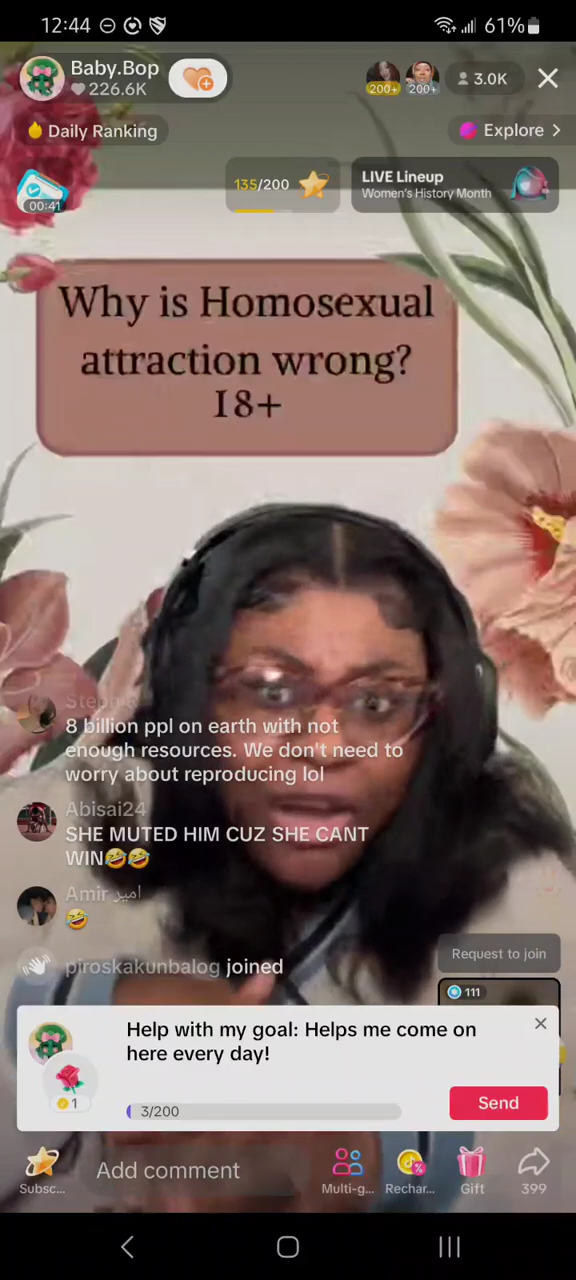 12:44
61%
Baby.Bop
226.6K
200+
200+
3.0K
Daily Ranking
Explore >
00:41
135/200
LIVE Lineup
Women's History Month
Why is Homosexual
attraction wrong?
18+
Steph
8 billion ppl on earth with not
enough resources. We don't need to
worry about reproducing lol
Abisai24
SHE MUTED HIM CUZ SHE CANT
WIN🤣🤣
Amir امیر
🤣
piroskakunbalog joined
Request to join
111
Help with my goal: Helps me come on
here every day!
1
3/200
Send
Subsc...
Add comment
Multi-g...
Rechar...
Gift
399